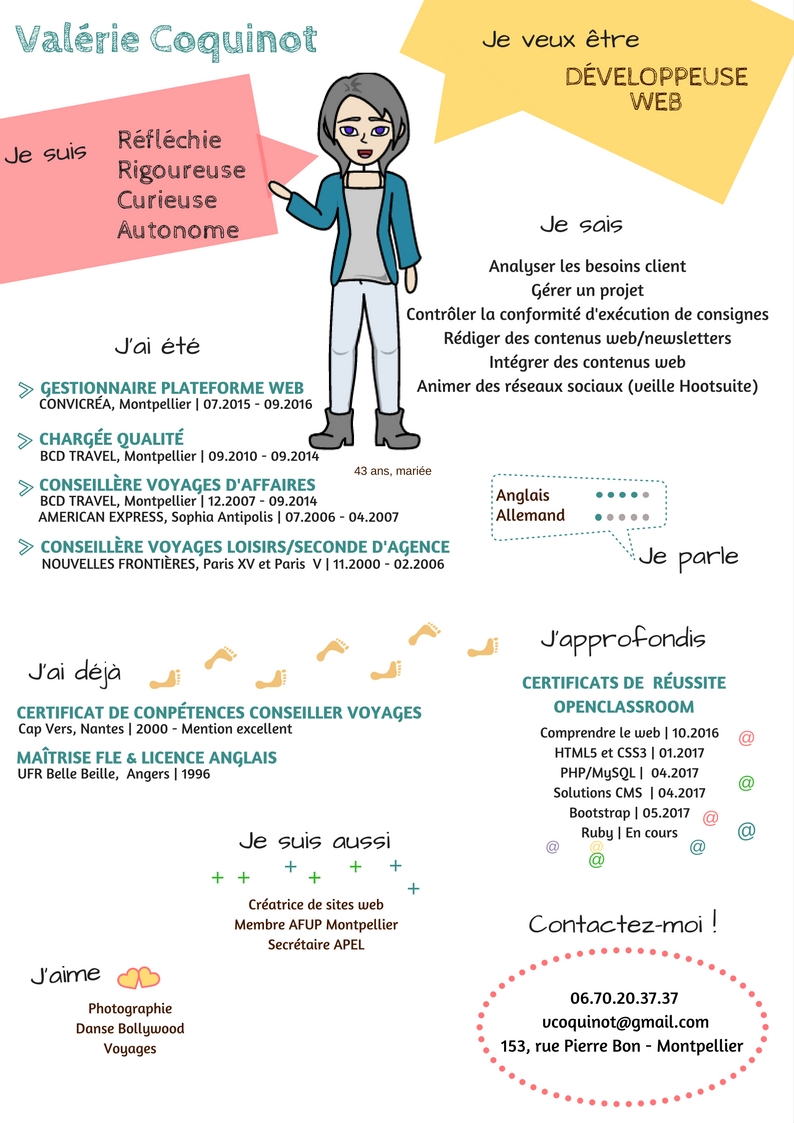 Valérie Coquinot
Je veux être
DÉVELOPPEUSE
WEB
Je suis
Réfléchie
Rigoureuse
Curieuse
Autonome
Je sais
Analyser les besoins client
Gérer un projet
Contrôler la conformité d'exécution de consignes
Rédiger des contenus web/newsletters
Intégrer des contenus web
Animer des réseaux sociaux (veille Hootsuite)
J'ai été
GESTIONNAIRE PLATEFORME WEB
CONVICRÉA, Montpellier | 07.2015 - 09.2016
CHARGÉE QUALITÉ
BCD TRAVEL, Montpellier | 09.2010 - 09.2014
CONSEILLÈRE VOYAGES D'AFFAIRES
BCD TRAVEL, Montpellier | 12.2007 - 09.2014
AMERICAN EXPRESS, Sophia Antipolis | 07.2006 - 04.2007
CONSEILLÈRE VOYAGES LOISIRS/SECONDE D'AGENCE
NOUVELLES FRONTIÈRES, Paris XV et Paris V | 11.2000 - 02.2006
43 ans, mariée
Anglais
Allemand
Je parle
J'ai déjà
CERTIFICAT DE CONPÉTENCES CONSEILLER VOYAGES
Cap Vers, Nantes | 2000 - Mention excellent
MAÎTRISE FLE & LICENCE ANGLAIS
UFR Belle Beille, Angers | 1996
J'approfondis
CERTIFICATS DE RÉUSSITE
OPENCLASSROOM
Comprendre le web | 10.2016
HTML5 et CSS3 | 01.2017
PHP/MySQL | 04.2017
Solutions CMS | 04.2017
Bootstrap | 05.2017
Ruby | En cours
@ @ @ @ @ @ @ @
Je suis aussi
Créatrice de sites web
Membre AFUP Montpellier
Secrétaire APEL
J'aime
Photographie
Danse Bollywood
Voyages
Contactez-moi !
06.70.20.37.37
vcoquinot@gmail.com
153, rue Pierre Bon - Montpellier